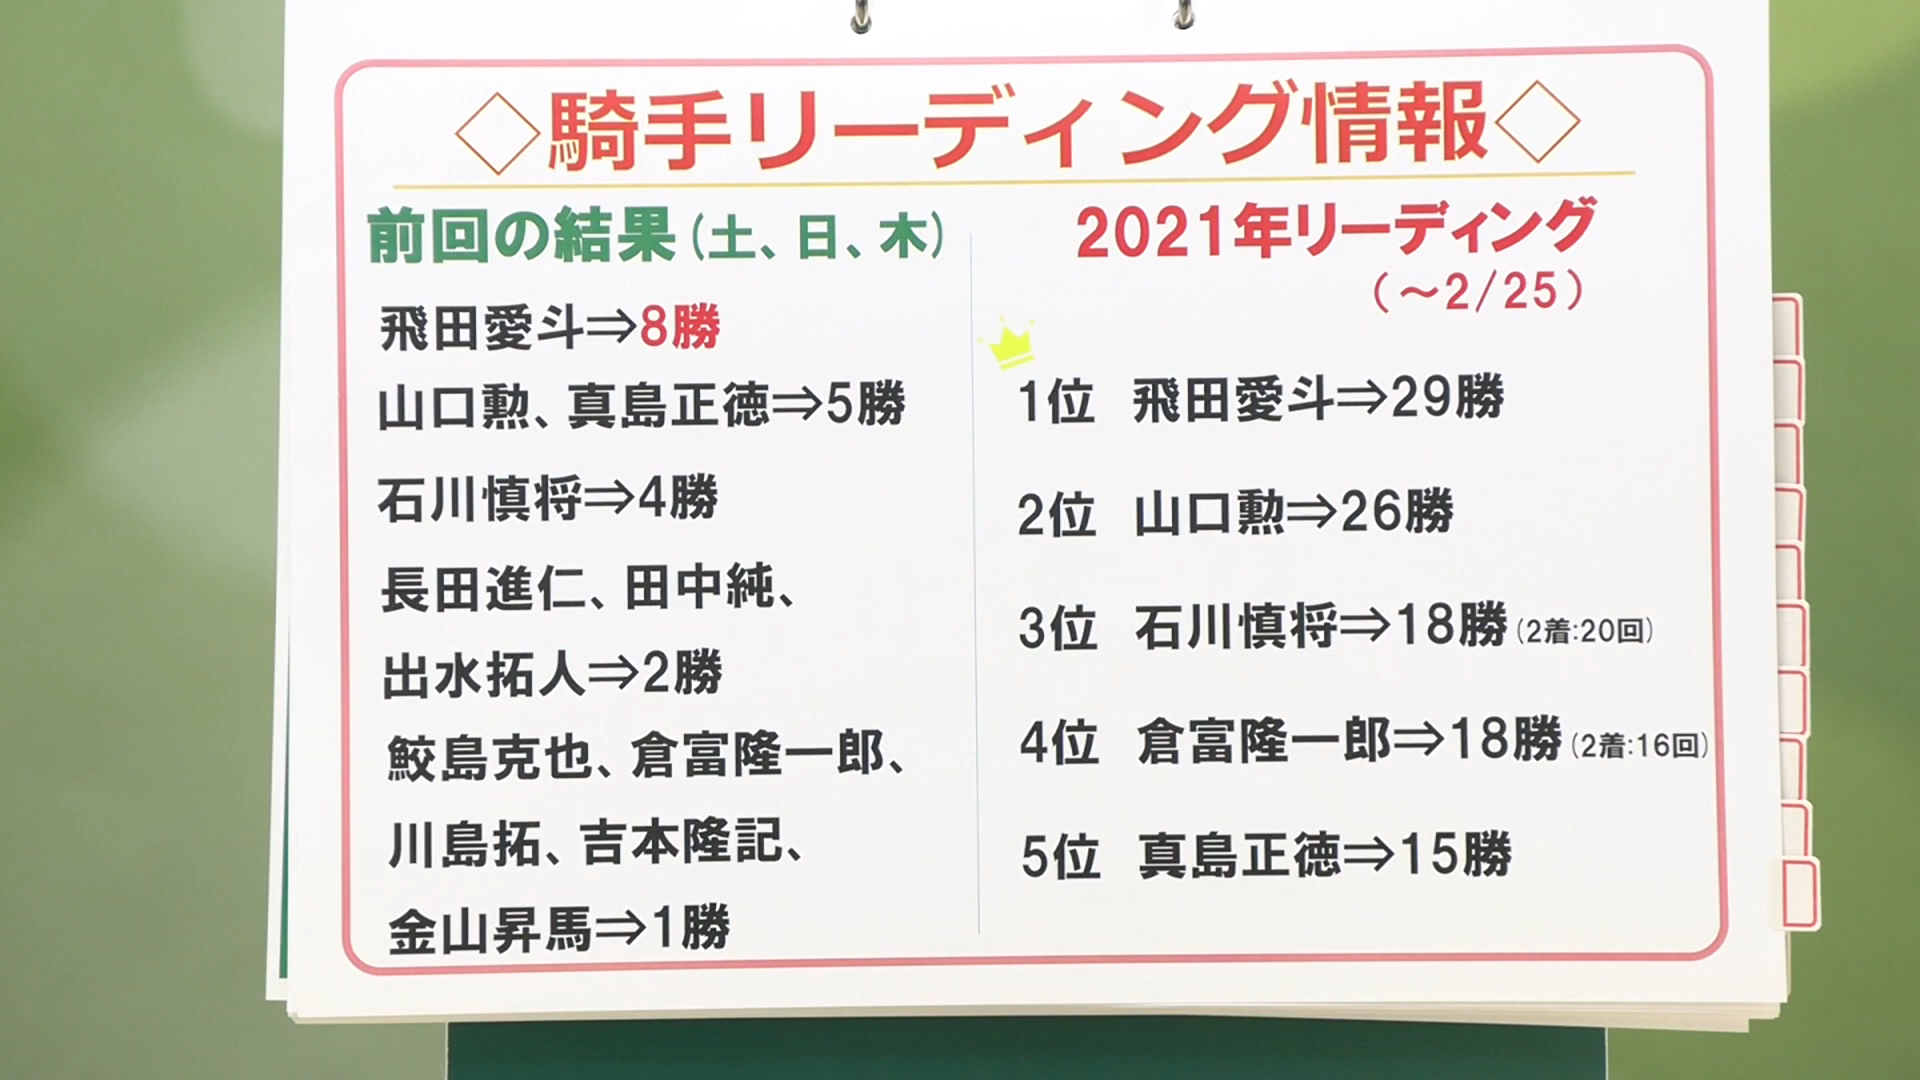 ◇騎手リーディング情報◇
前回の結果(土、日、木)
飛田愛斗⇒8勝
山口勲、真島正徳⇒5勝
石川慎将⇒4勝
長田進仁、田中純、
出水拓人⇒2勝
鮫島克也、倉富隆一郎、
川島拓、吉本隆記、
金山昇馬⇒1勝
2021年リーディング
(～2/25)
1位 飛田愛斗⇒29勝
2位 山口勲⇒26勝
3位 石川慎将⇒18勝(2着:20回)
4位 倉富隆一郎⇒18勝(2着:16回)
5位 真島正徳⇒15勝